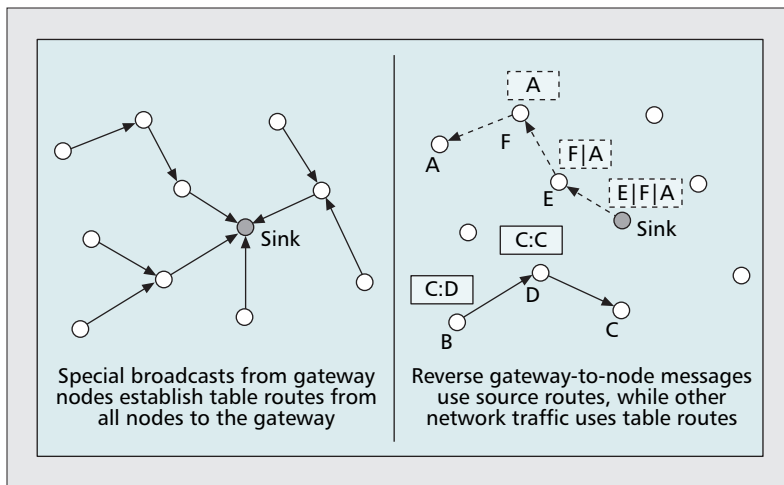 Sink
Special broadcasts from gateway
nodes establish table routes from
all nodes to the gateway
A
A
F
F|A
E
E|F|A
Sink
C:C
C:D
D
B
C
Reverse gateway-to-node messages
use source routes, while other
network traffic uses table routes